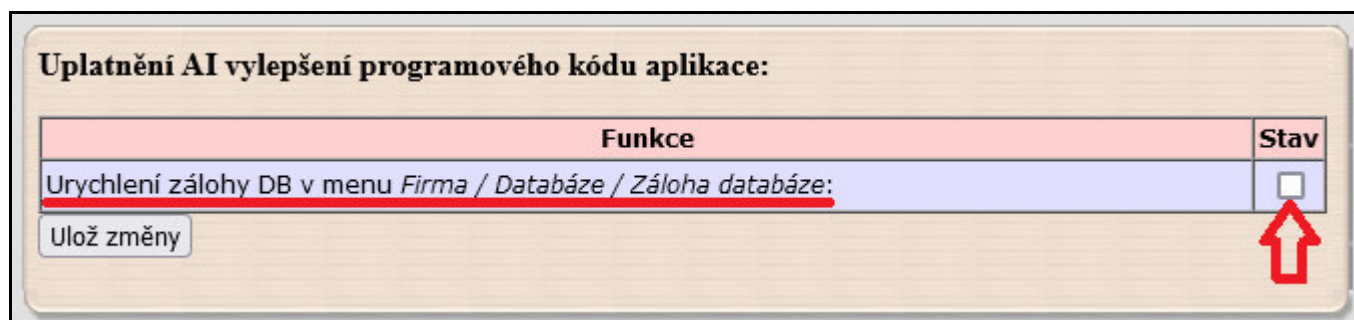 Uplatnění AI vylepšení programového kódu aplikace:
Funkce Stav
Urychlení zálohy DB v menu Firma / Databáze / Záloha databáze:
Ulož změny